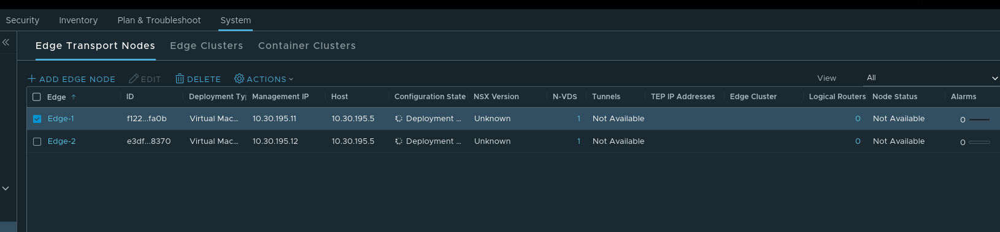 Security Inventory Plan & Troubleshoot System
Edge Transport Nodes Edge Clusters Container Clusters
ADD EDGE NODE EDIT DELETE ACTIONS View All
Edge ID Deployment Ty Management IP Host Configuration State NSX Version N-VDS Tunnels TEP IP Addresses Edge Cluster Logical Routers Node Status Alarms
Edge-1 f122...fa0b Virtual Mac... 10.30.195.11 10.30.195.5 Deployment ... Unknown 1 Not Available 0 Not Available 0
Edge-2 e3df...8370 Virtual Mac... 10.30.195.12 10.30.195.5 Deployment ... Unknown 1 Not Available 0 Not Available 0